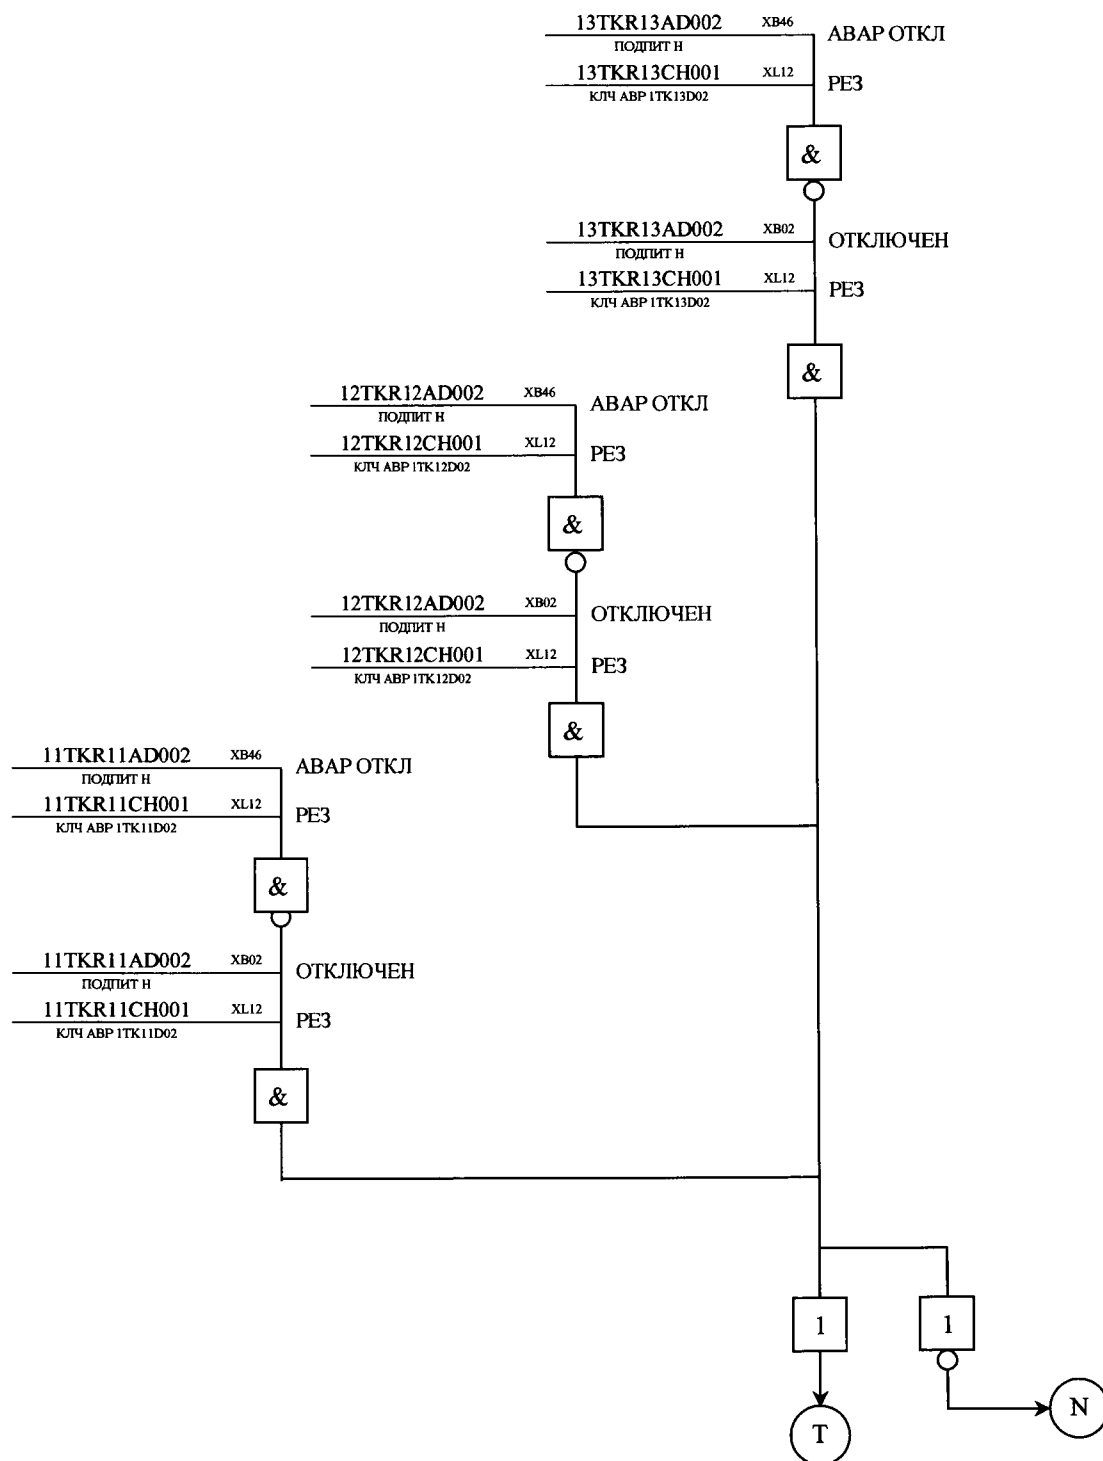 13TKR13AD002 XB46 АВАР ОТКЛ
ПОДПИТ Н
13TKR13CH001 XL12 РЕЗ
КЛЧ АВР 1TK13D02
&
13TKR13AD002 XB02 ОТКЛЮЧЕН
ПОДПИТ Н
13TKR13CH001 XL12 РЕЗ
КЛЧ АВР 1TK13D02
&
12TKR12AD002 XB46 АВАР ОТКЛ
ПОДПИТ Н
12TKR12CH001 XL12 РЕЗ
КЛЧ АВР 1TK12D02
&
12TKR12AD002 XB02 ОТКЛЮЧЕН
ПОДПИТ Н
12TKR12CH001 XL12 РЕЗ
КЛЧ АВР 1TK12D02
&
11TKR11AD002 XB46 АВАР ОТКЛ
ПОДПИТ Н
11TKR11CH001 XL12 РЕЗ
КЛЧ АВР 1TK11D02
&
11TKR11AD002 XB02 ОТКЛЮЧЕН
ПОДПИТ Н
11TKR11CH001 XL12 РЕЗ
КЛЧ АВР 1TK11D02
&
1 1
T N